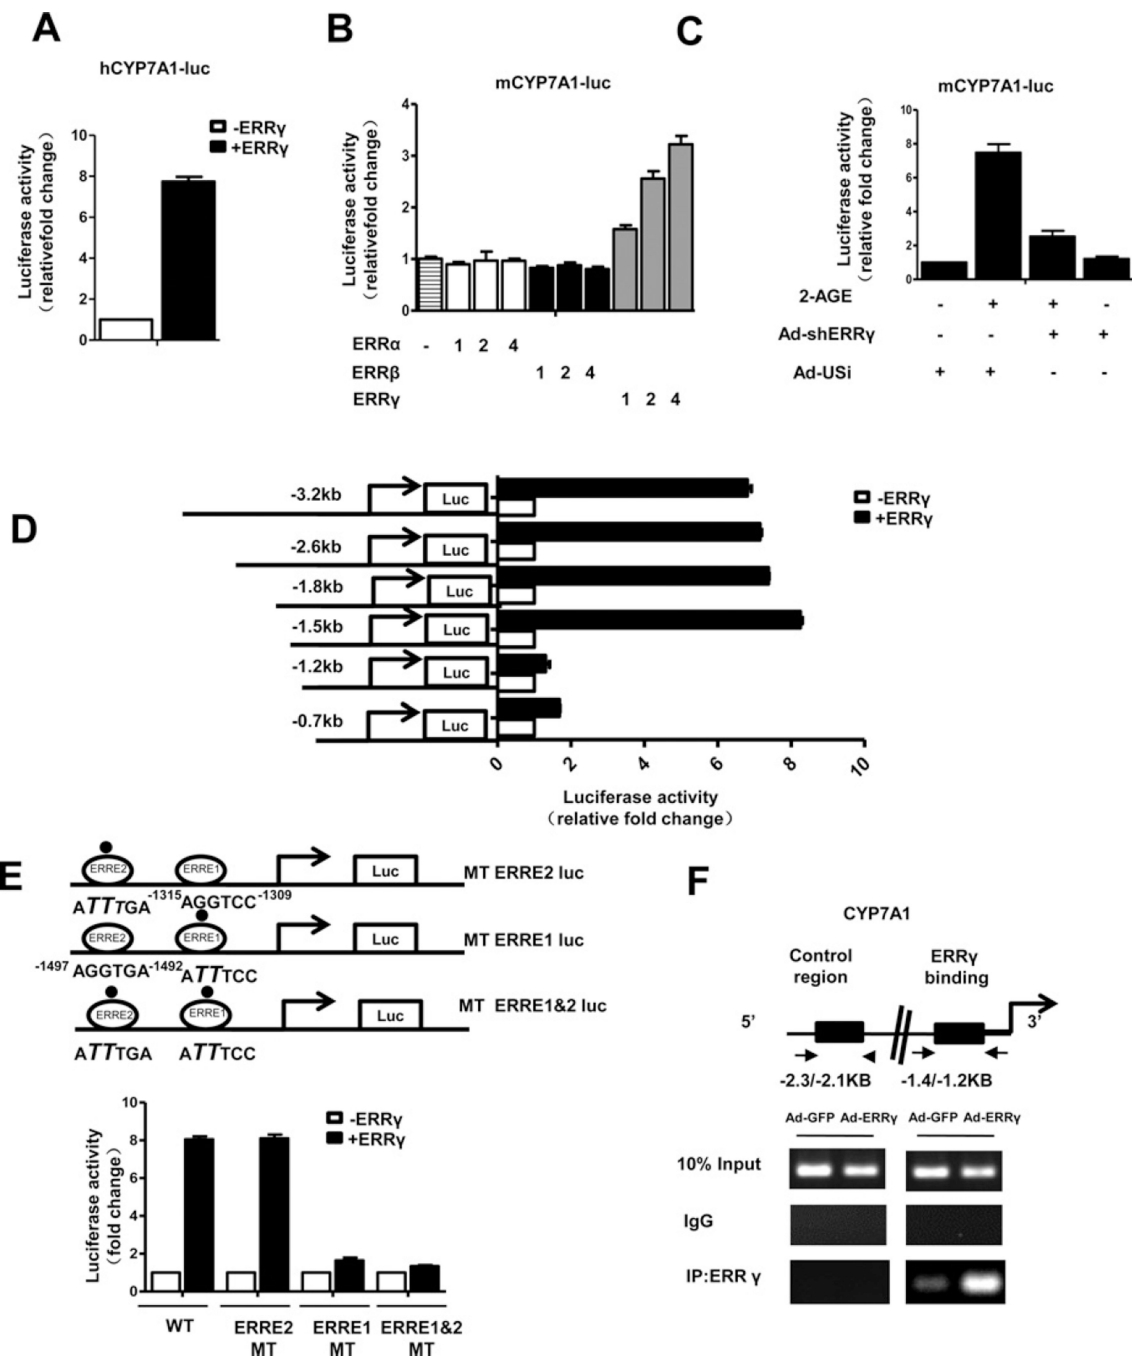 A
hCYP7A1-luc
Luciferase activity
(relativefold change)
10
8
6
4
2
0
-ERRγ
+ERRγ
B
mCYP7A1-luc
Luciferase activity
(relativefold change)
4
3
2
1
0
ERRα - 1 2 4
ERRβ 1 2 4
ERRγ 1 2 4
C
mCYP7A1-luc
Luciferase activity
(relative fold change)
10
8
6
4
2
0
2-AGE - + + -
Ad-shERRγ - - + +
Ad-USi + + - -
D
-3.2kb Luc
-2.6kb Luc
-1.8kb Luc
-1.5kb Luc
-1.2kb Luc
-0.7kb Luc
-ERRγ
+ERRγ
0 2 4 6 8 10
Luciferase activity
(relative fold change)
E
ERRE2 ERRE1 Luc MT ERRE2 luc
ATTTGA -1315 AGGTCC -1309
ERRE2 ERRE1 Luc MT ERRE1 luc
-1497 AGGTGA -1492 ATTTCC
ERRE2 ERRE1 Luc MT ERRE1&2 luc
ATTTGA ATTTCC
Luciferase activity
(fold change)
10
8
6
4
2
0
-ERRγ
+ERRγ
WT
ERRE2 MT
ERRE1 MT
ERRE1&2 MT
F
CYP7A1
Control region
ERRγ binding
5' 3'
-2.3/-2.1KB -1.4/-1.2KB
Ad-GFP Ad-ERRγ Ad-GFP Ad-ERRγ
10% Input
IgG
IP:ERR γ